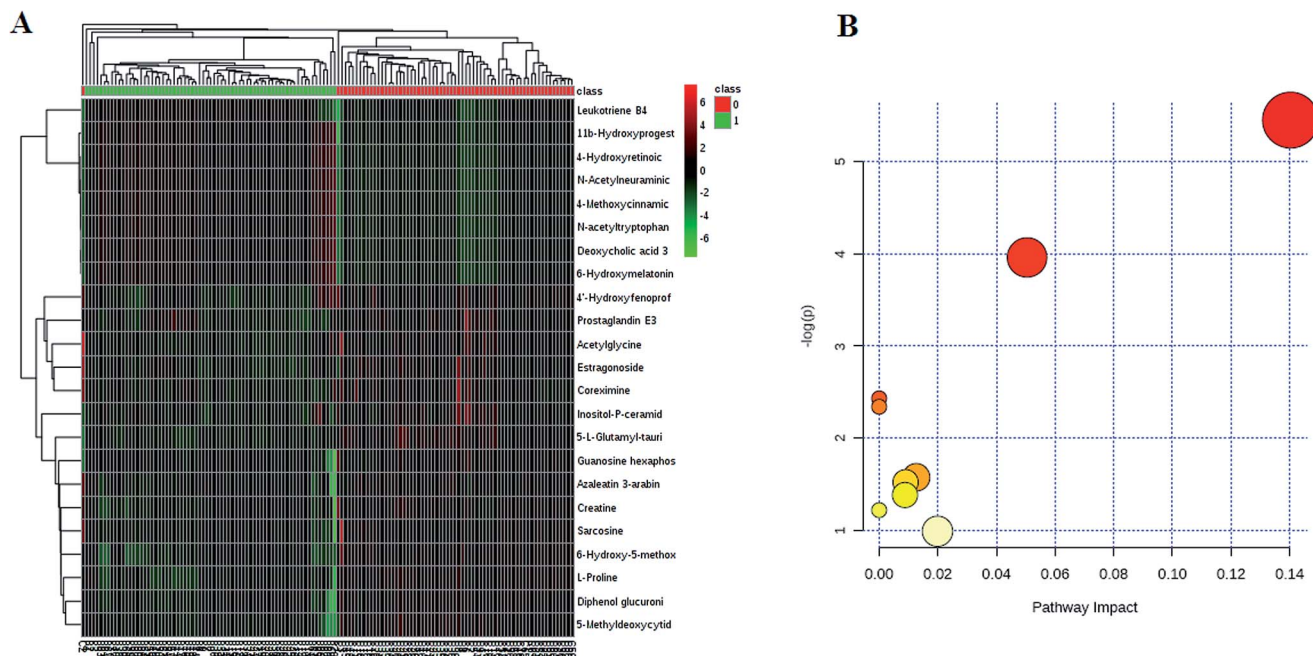 A
B
class
Leukotriene B4
11b-Hydroxyprogest
4-Hydroxyretinoic
N-Acetylneuraminic
4-Methoxycinnamic
N-acetyltryptophan
Deoxycholic acid 3
6-Hydroxymelatonin
4'-Hydroxyfenoprof
Prostaglandin E3
Acetylglycine
Estragonoside
Coreximine
Inositol-P-ceramid
5-L-Glutamyl-tauri
Guanosine hexaphos
Azaleatin 3-arabin
Creatine
Sarcosine
6-Hydroxy-5-methox
L-Proline
Diphenol glucuroni
5-Methyldeoxycytid
6
4
2
0
-2
-4
-6
class
0
1
-log(p)
5
4
3
2
1
0.00 0.02 0.04 0.06 0.08 0.10 0.12 0.14
Pathway Impact